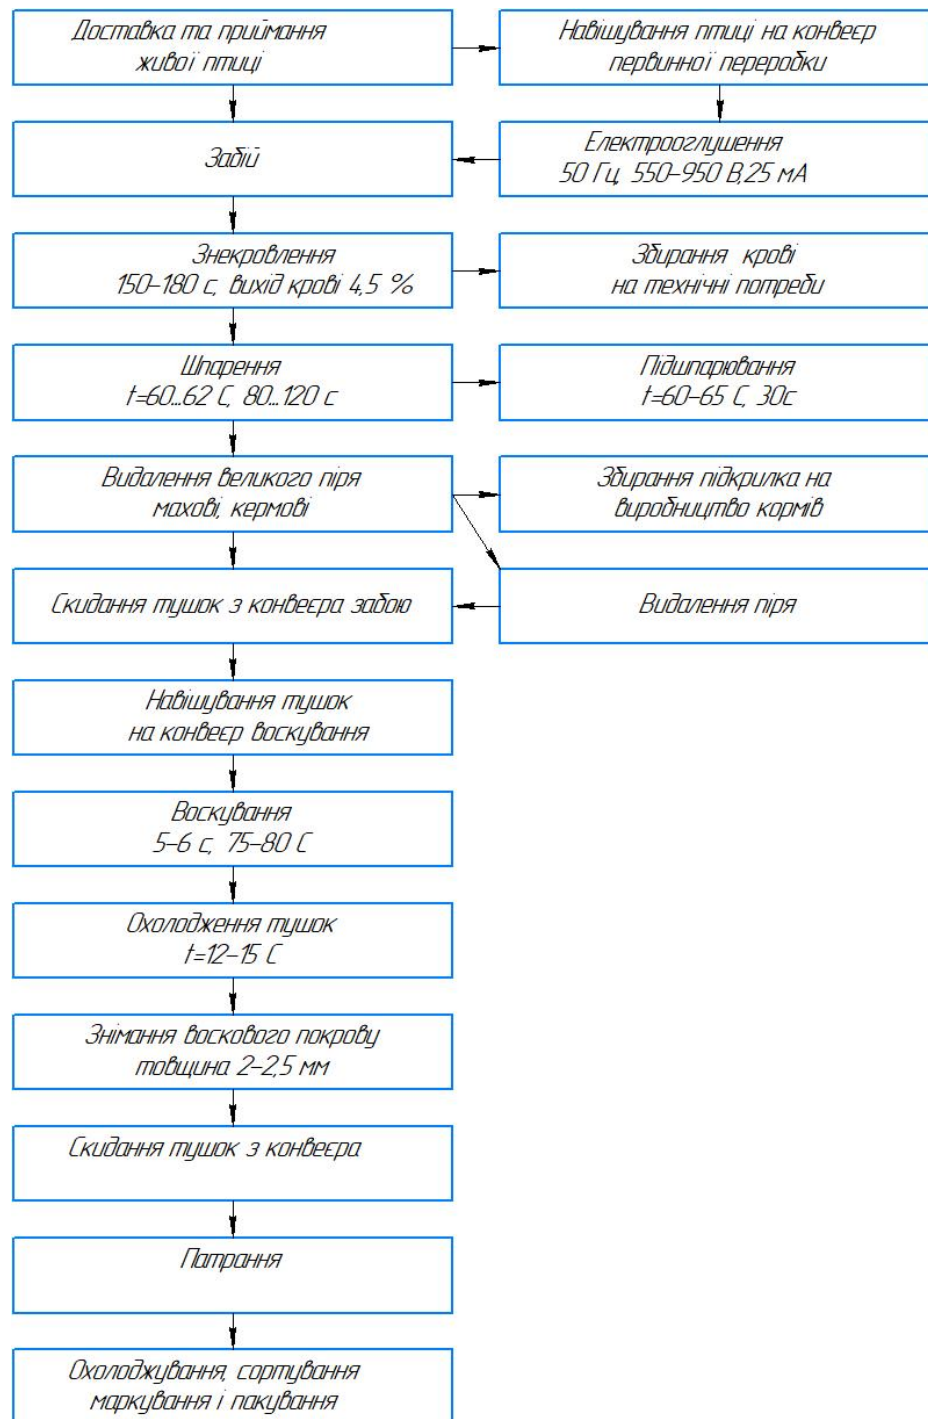 Доставка та приймання
живої птиці
Навішування птиці на конвеєр
первинної переробки
Забій
Електрооглушення
50 Гц, 550-950 В,25 мА
Знекровлення
150-180 с, вихід крові 4,5 %
Збирання крові
на технічні потреби
Шпарення
t=60...62 С, 80...120 с
Підшпарювання
t=60-65 С, 30с
Видалення великого піря
махові, кермові
Збирання підкрилка на
виробництво кормів
Скидання тушок з конвеєра забою
Видалення піря
Навішування тушок
на конвеєр воскування
Воскування
5-6 с, 75-80 С
Охолодження тушок
t=12-15 С
Знімання воскового покрову
товщина 2-2,5 мм
Скидання тушок з конвеєра
Патрання
Охолоджування, сортування
маркування і пакування